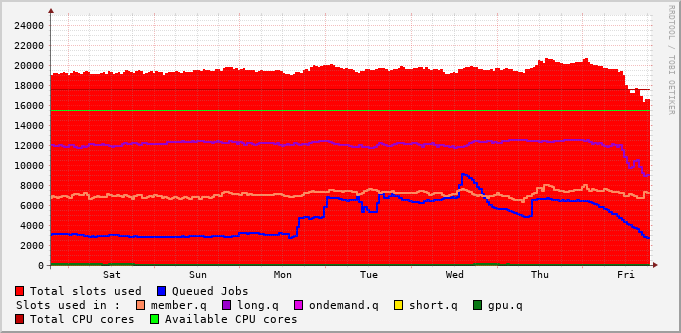 RRDTOOL / TOBI OETIKER
24000
22000
20000
18000
16000
14000
12000
10000
8000
6000
4000
2000
0
Sat Sun Mon Tue Wed Thu Fri
Total slots used Queued Jobs
Slots used in : member.q long.q ondemand.q short.q gpu.q
Total CPU cores Available CPU cores